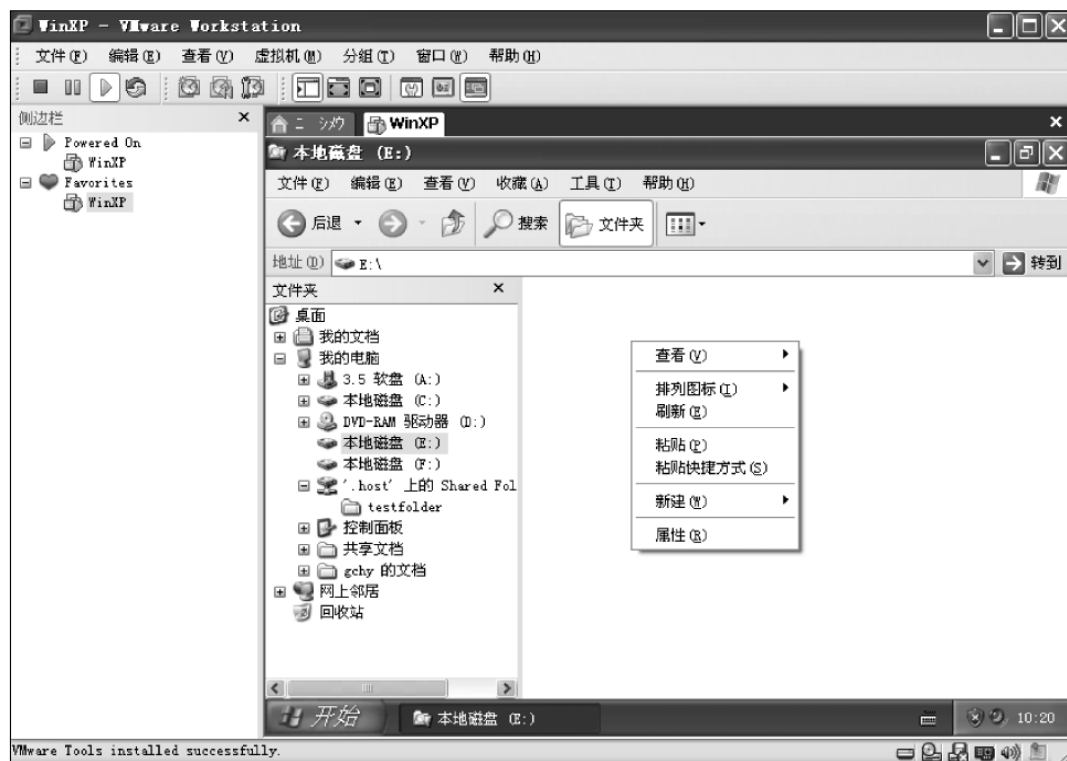 WinXP - VMware Workstation
文件(F) 编辑(E) 查看(V) 虚拟机(M) 分组(T) 窗口(W) 帮助(H)
侧边栏
Powered On
WinXP
Favorites
WinXP
WinXP
本地磁盘 (E:)
文件(F) 编辑(E) 查看(V) 收藏(A) 工具(T) 帮助(H)
后退 搜索 文件夹
地址(D) E:\ 转到
文件夹
桌面
我的文档
我的电脑
3.5 软盘 (A:)
本地磁盘 (C:)
DVD-RAM 驱动器 (D:)
本地磁盘 (E:)
本地磁盘 (F:)
'.host' 上的 Shared Fol
testfolder
控制面板
共享文档
gchy 的文档
网上邻居
回收站
查看(V)
排列图标(I)
刷新(E)
粘贴(P)
粘贴快捷方式(S)
新建(W)
属性(R)
开始 本地磁盘 (E:) 10:20
VMware Tools installed successfully.